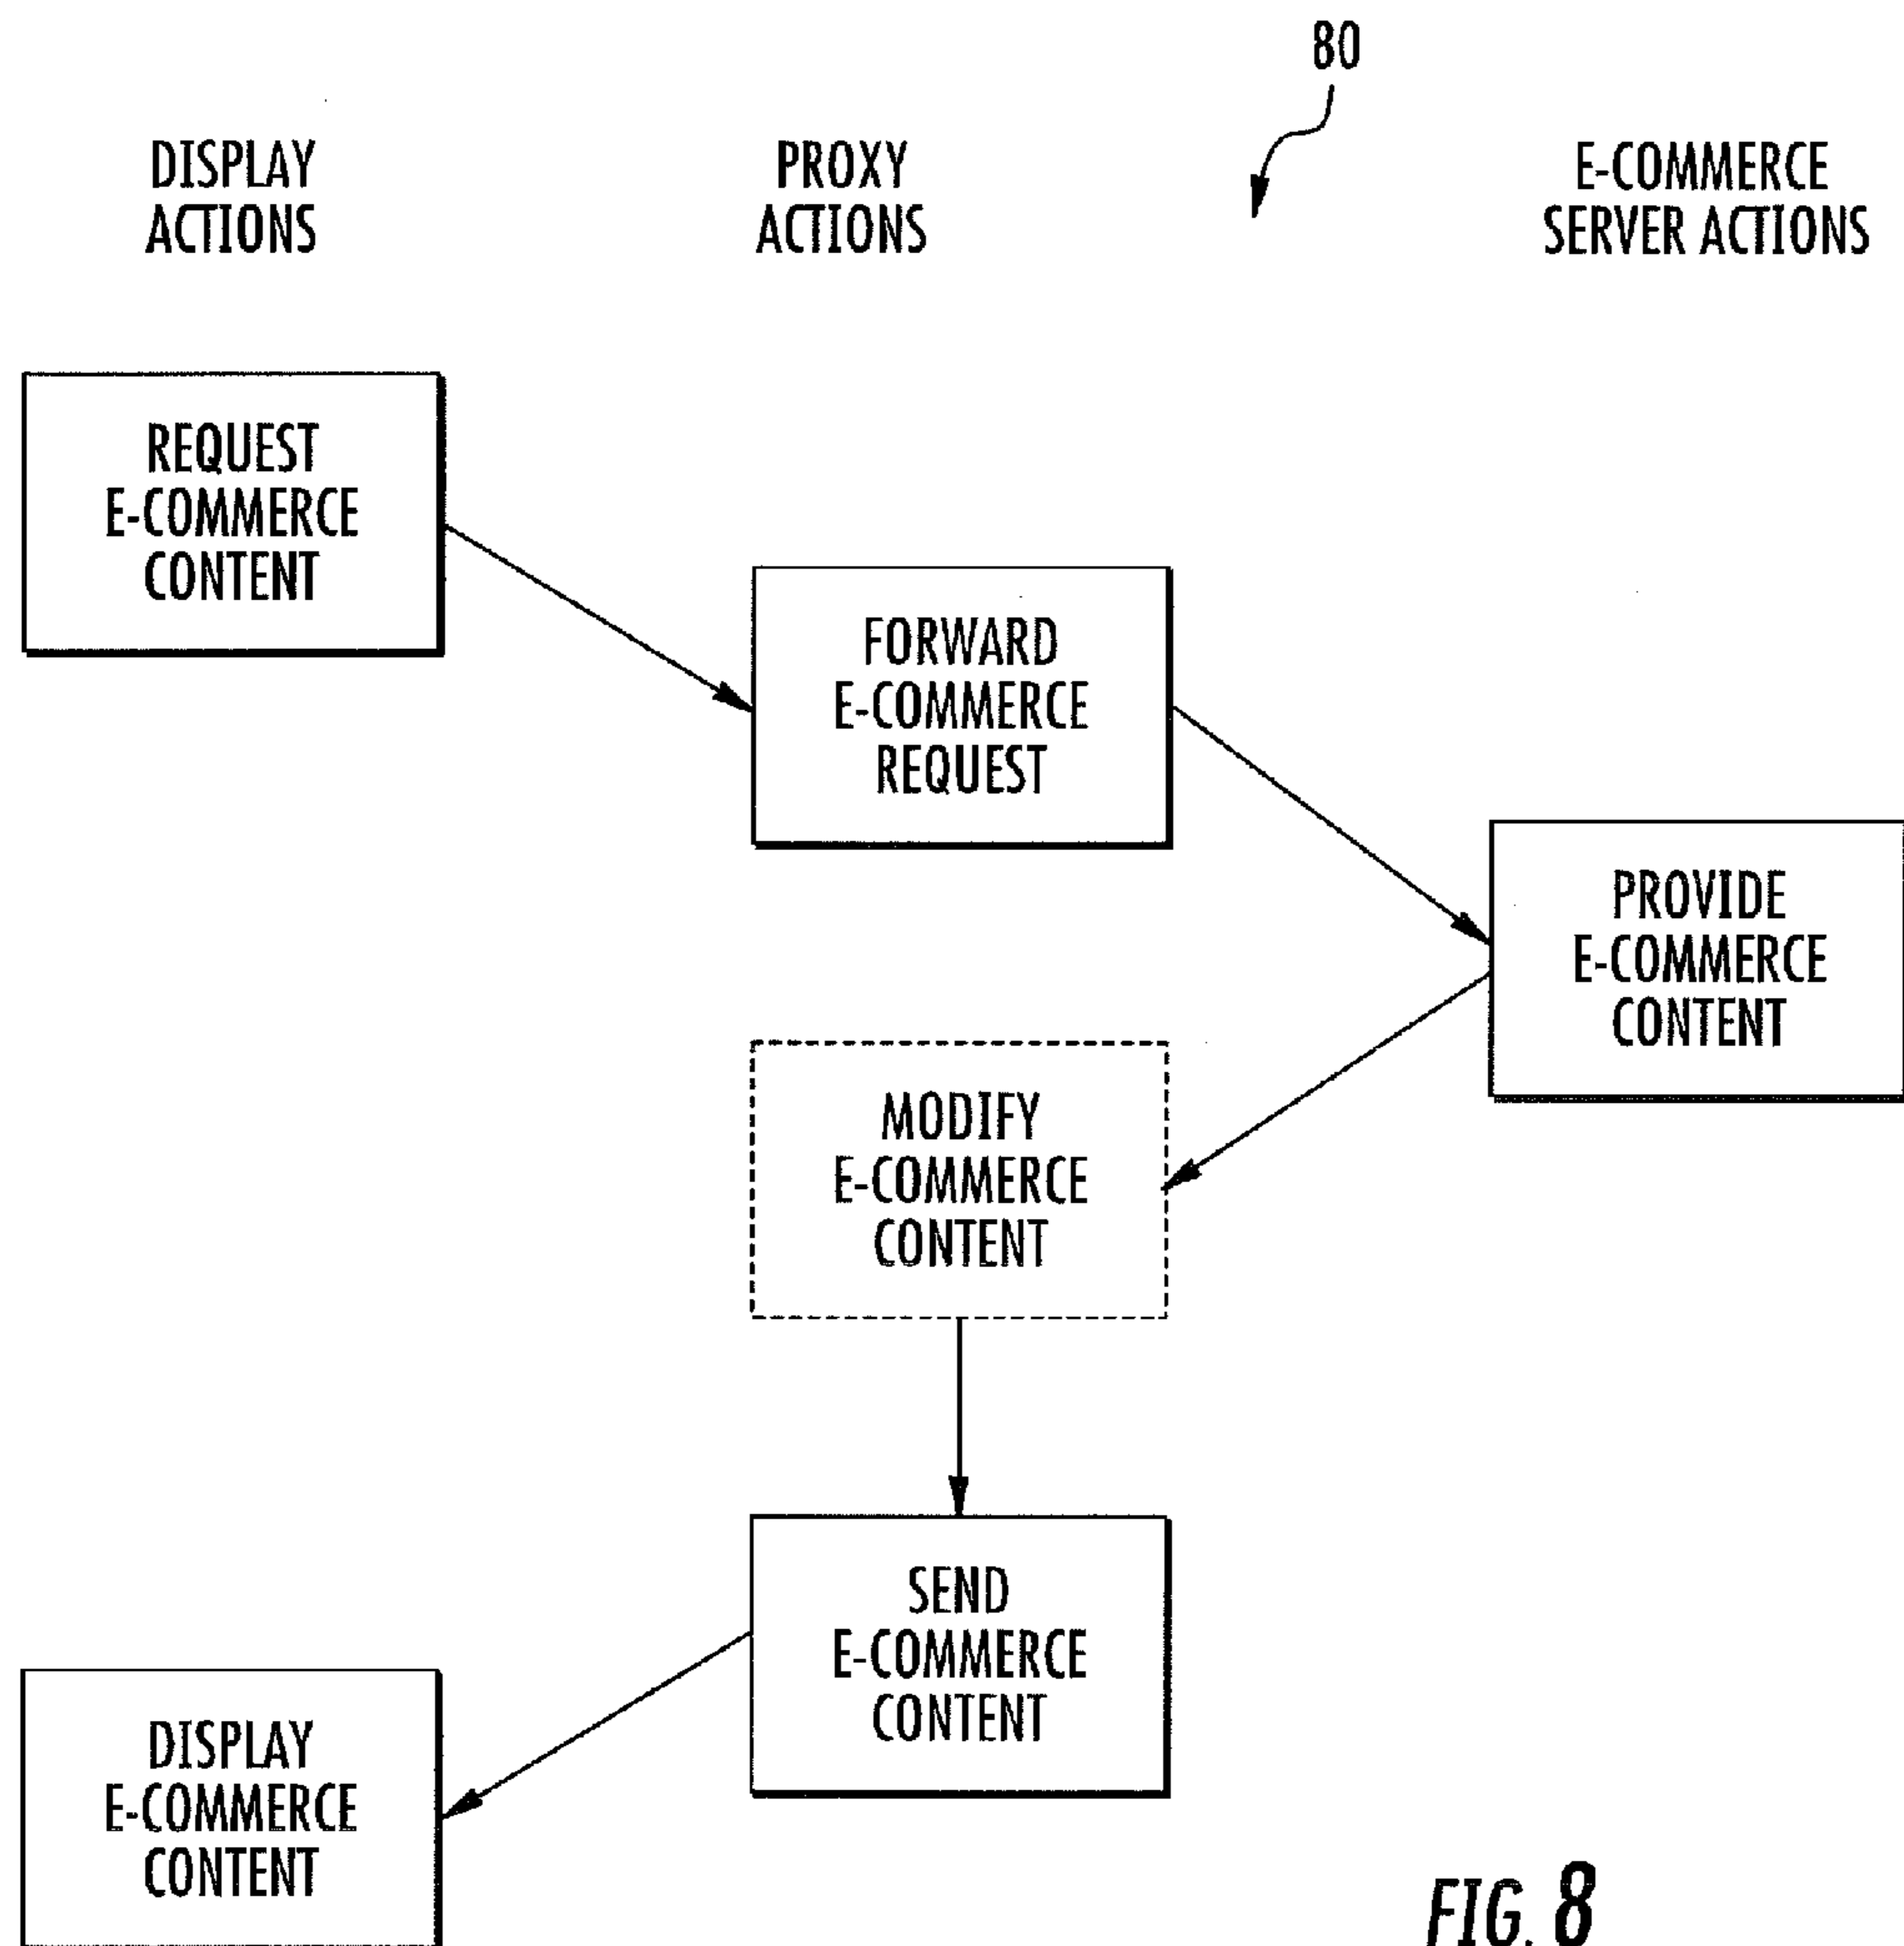 80
DISPLAY
ACTIONS
PROXY
ACTIONS
E-COMMERCE
SERVER ACTIONS
REQUEST
E-COMMERCE
CONTENT
FORWARD
E-COMMERCE
REQUEST
PROVIDE
E-COMMERCE
CONTENT
MODIFY
E-COMMERCE
CONTENT
SEND
E-COMMERCE
CONTENT
DISPLAY
E-COMMERCE
CONTENT
FIG. 8